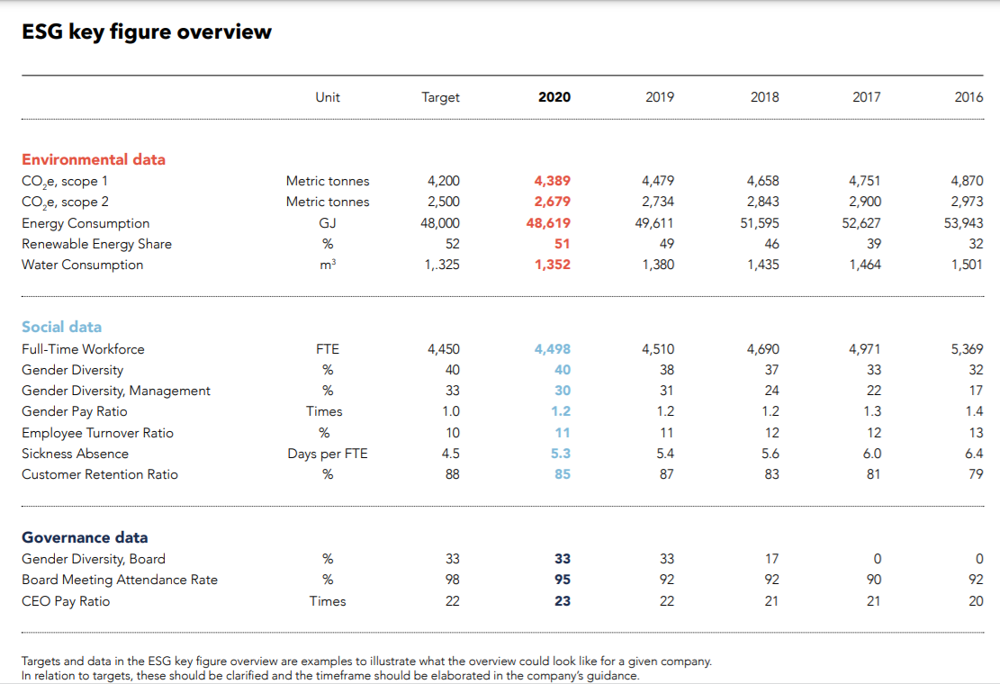 ESG key figure overview
Unit Target 2020 2019 2018 2017 2016
Environmental data
CO₂e, scope 1 Metric tonnes 4,200 4,389 4,479 4,658 4,751 4,870
CO₂e, scope 2 Metric tonnes 2,500 2,679 2,734 2,843 2,900 2,973
Energy Consumption GJ 48,000 48,619 49,611 51,595 52,627 53,943
Renewable Energy Share % 52 51 49 46 39 32
Water Consumption m³ 1,.325 1,352 1,380 1,435 1,464 1,501
Social data
Full-Time Workforce FTE 4,450 4,498 4,510 4,690 4,971 5,369
Gender Diversity % 40 40 38 37 33 32
Gender Diversity, Management % 33 30 31 24 22 17
Gender Pay Ratio Times 1.0 1.2 1.2 1.2 1.3 1.4
Employee Turnover Ratio % 10 11 11 12 12 13
Sickness Absence Days per FTE 4.5 5.3 5.4 5.6 6.0 6.4
Customer Retention Ratio % 88 85 87 83 81 79
Governance data
Gender Diversity, Board % 33 33 33 17 0 0
Board Meeting Attendance Rate % 98 95 92 92 90 92
CEO Pay Ratio Times 22 23 22 21 21 20
Targets and data in the ESG key figure overview are examples to illustrate what the overview could look like for a given company.
In relation to targets, these should be clarified and the timeframe should be elaborated in the company’s guidance.